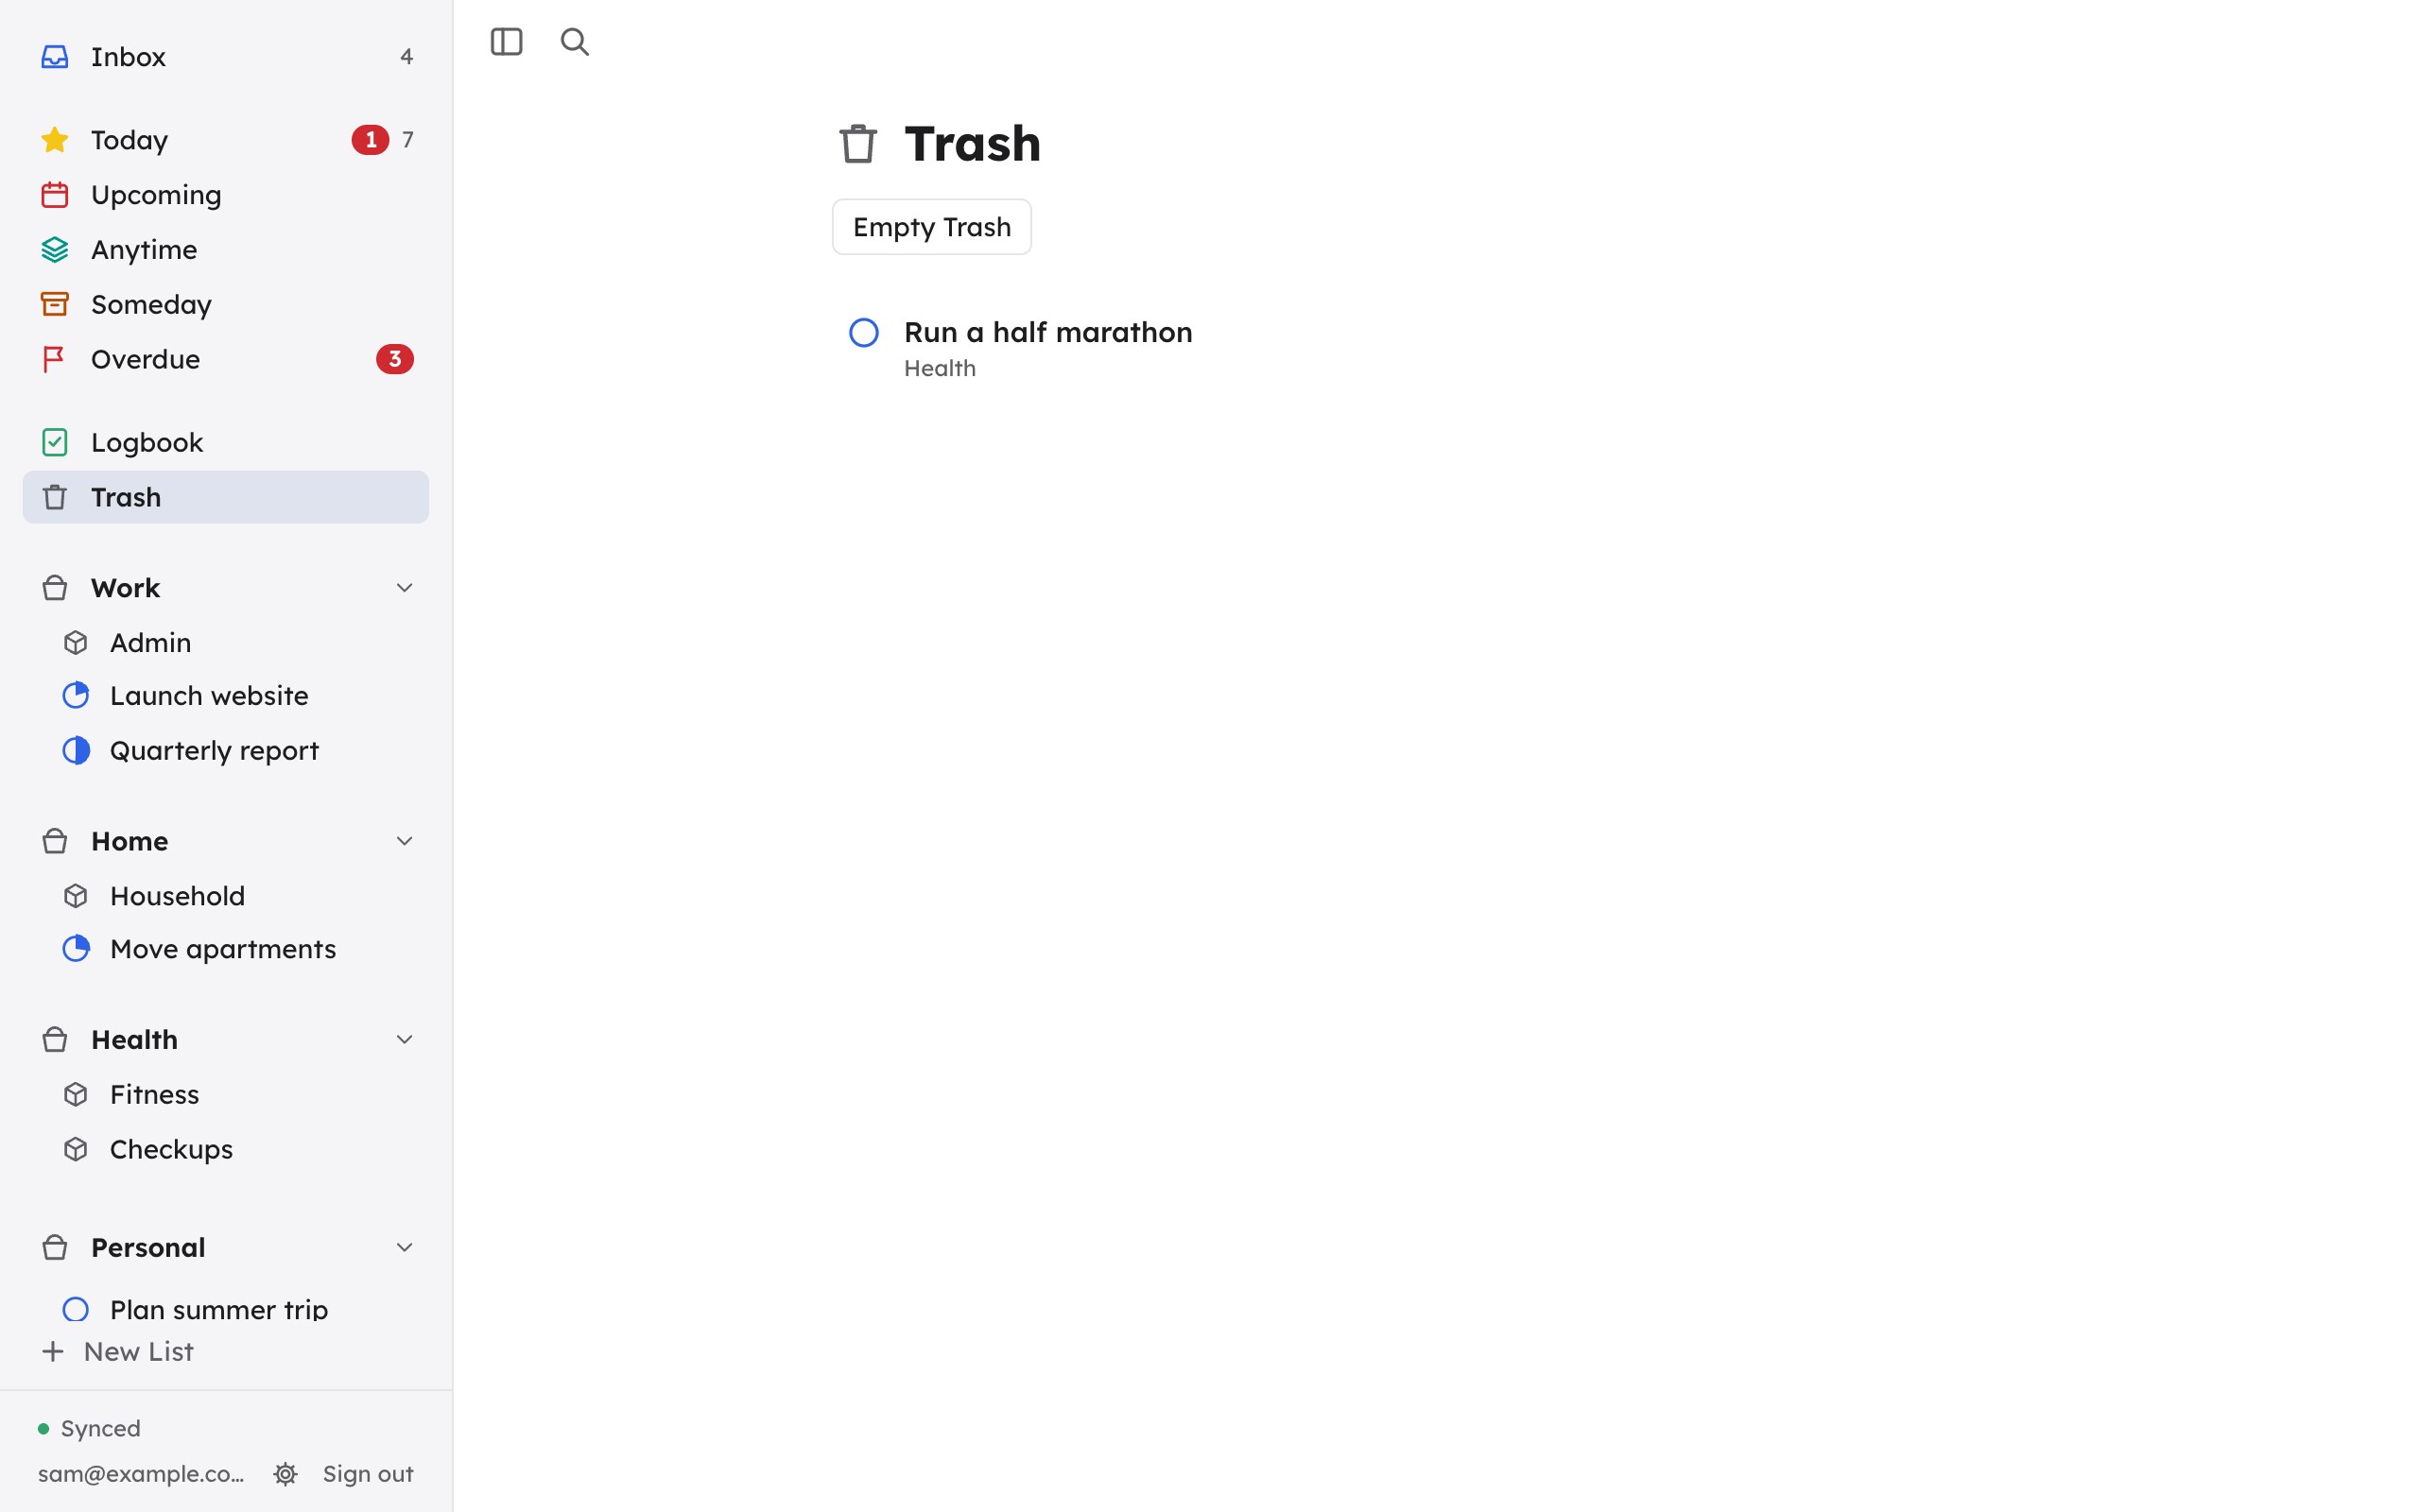 Inbox 4
Today 1 7
Upcoming
Anytime
Someday
Overdue 3
Logbook
Trash
Work
Admin
Launch website
Quarterly report
Home
Household
Move apartments
Health
Fitness
Checkups
Personal
Plan summer trip
New List
Synced
sam@example.co… Sign out
Trash
Empty Trash
Run a half marathon
Health